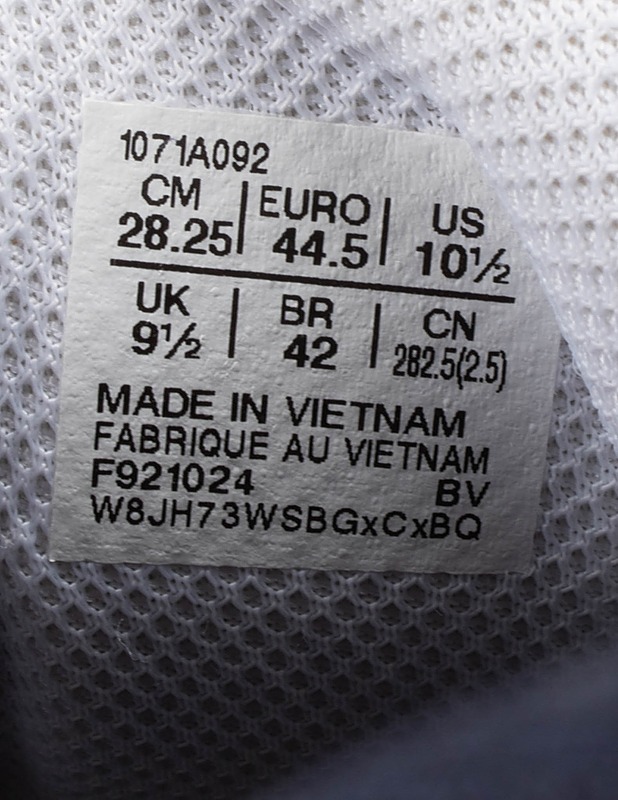 1071A092
CM | EURO | US
28.25 | 44.5 | 10½
UK | BR | CN
9½ | 42 | 282.5(2.5)
MADE IN VIETNAM
FABRIQUE AU VIETNAM
F921024 BV
W8JH73WSBGxCxBQ